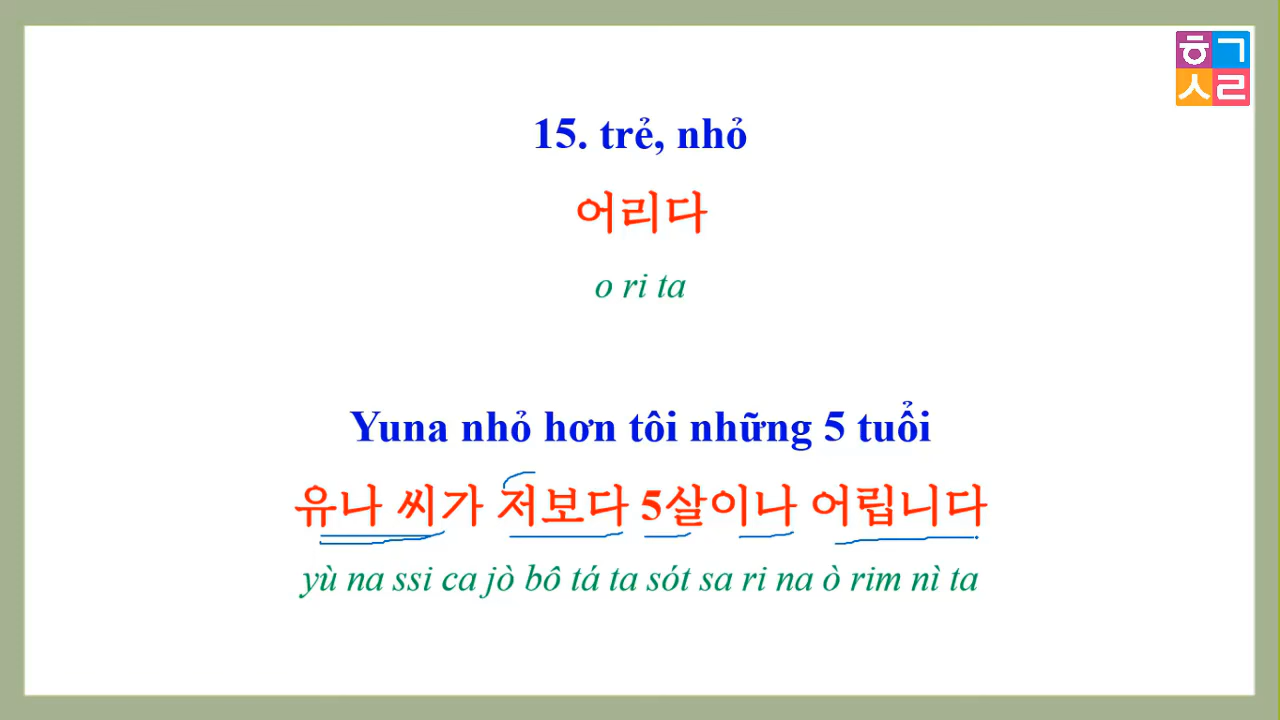 ㅎㄱ
ㅅㄹ
15. trẻ, nhỏ
어리다
o ri ta
Yuna nhỏ hơn tôi những 5 tuổi
유나 씨가 저보다 5살이나 어립니다
yù na ssi ca jò bô tá ta sót sa ri na ò rim nì ta